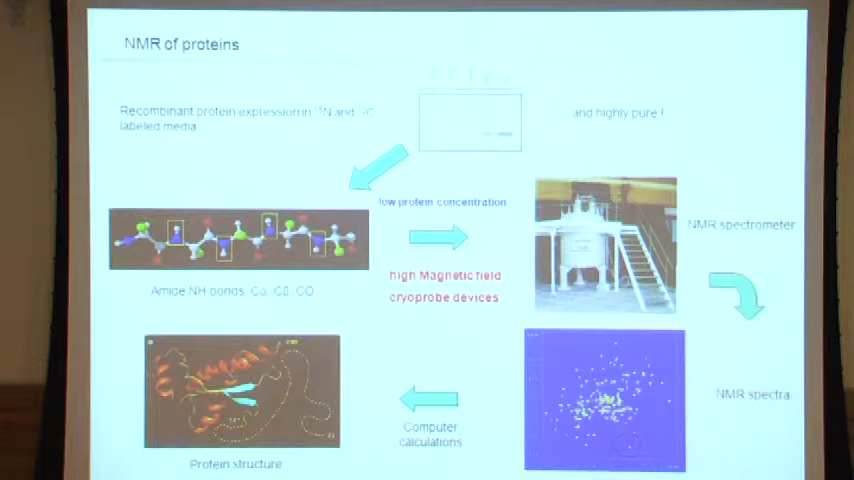 NMR of proteins
Recombinant protein expression in ¹⁵N and ¹³C
labeled media
and highly pure !
low protein concentration
NMR spectrometer
high Magnetic field
cryoprobe devices
Amide NH bonds, Cα, Cβ, CO
NMR spectra
Computer
calculations
Protein structure